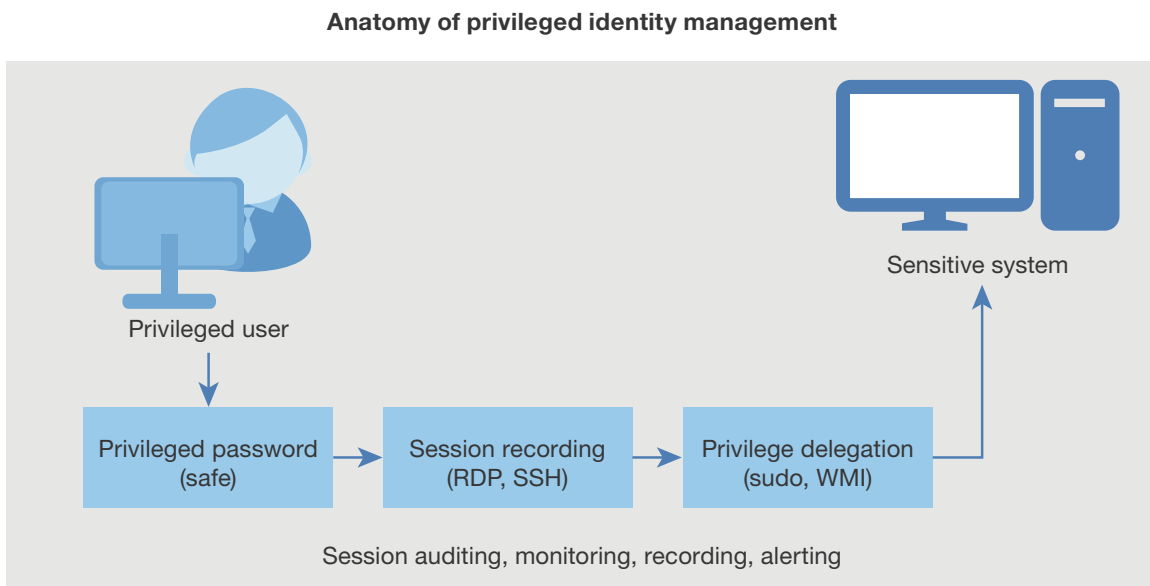 Anatomy of privileged identity management
Sensitive system
Privileged user
Privileged password
(safe)
Session recording
(RDP, SSH)
Privilege delegation
(sudo, WMI)
Session auditing, monitoring, recording, alerting